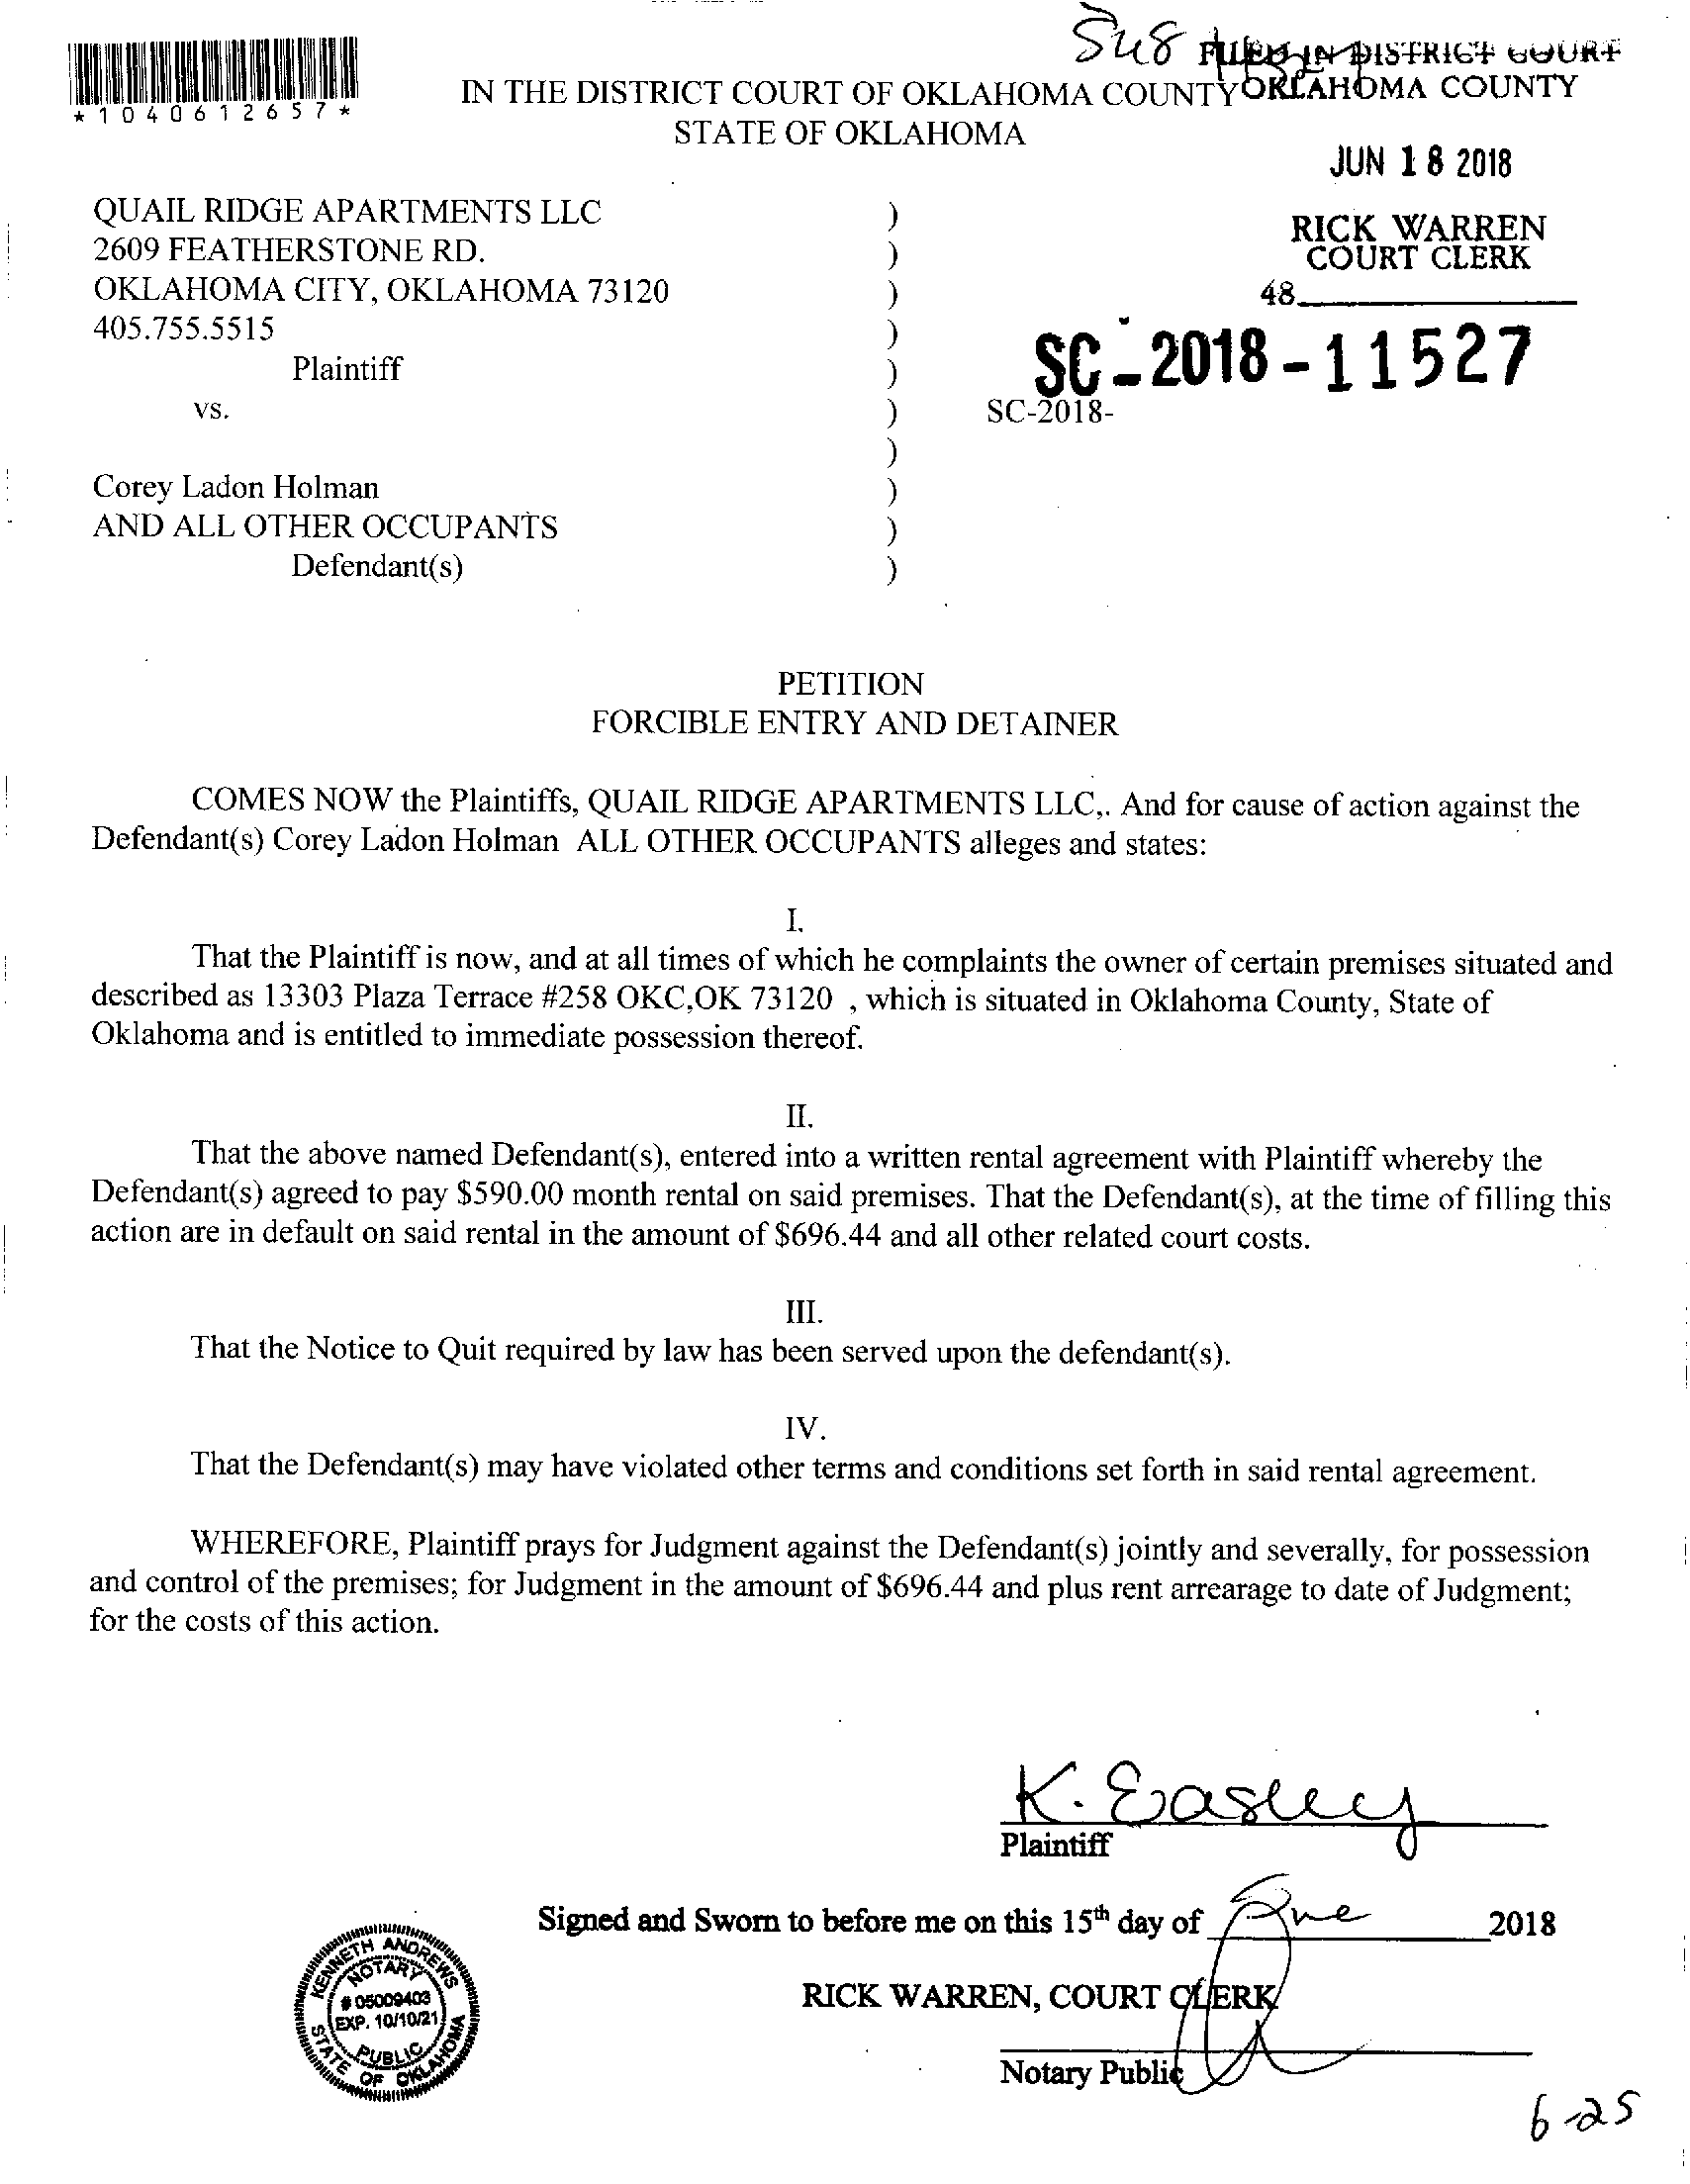 FILED IN DISTRICT COURT
*1040612657*
IN THE DISTRICT COURT OF OKLAHOMA COUNTY OKLAHOMA COUNTY
STATE OF OKLAHOMA
JUN 18 2018
QUAIL RIDGE APARTMENTS LLC )
RICK WARREN
2609 FEATHERSTONE RD. )
COURT CLERK
OKLAHOMA CITY, OKLAHOMA 73120 )
48
405.755.5515 )
SC-2018-11527
Plaintiff )
vs. ) SC-2018-
)
Corey Ladon Holman )
AND ALL OTHER OCCUPANTS )
Defendant(s) )
PETITION
FORCIBLE ENTRY AND DETAINER
COMES NOW the Plaintiffs, QUAIL RIDGE APARTMENTS LLC,. And for cause of action against the
Defendant(s) Corey Ladon Holman ALL OTHER OCCUPANTS alleges and states:
I.
That the Plaintiff is now, and at all times of which he complaints the owner of certain premises situated and
described as 13303 Plaza Terrace #258 OKC,OK 73120 , which is situated in Oklahoma County, State of
Oklahoma and is entitled to immediate possession thereof.
II.
That the above named Defendant(s), entered into a written rental agreement with Plaintiff whereby the
Defendant(s) agreed to pay $590.00 month rental on said premises. That the Defendant(s), at the time of filling this
action are in default on said rental in the amount of $696.44 and all other related court costs.
III.
That the Notice to Quit required by law has been served upon the defendant(s).
IV.
That the Defendant(s) may have violated other terms and conditions set forth in said rental agreement.
WHEREFORE, Plaintiff prays for Judgment against the Defendant(s) jointly and severally, for possession
and control of the premises; for Judgment in the amount of $696.44 and plus rent arrearage to date of Judgment;
for the costs of this action.
K. Easley
Plaintiff
Signed and Sworn to before me on this 15th day of June 2018
KENNETH ANDREWS
NOTARY
# 05009403
EXP. 10/10/21
PUBLIC
STATE OF OKLAHOMA
RICK WARREN, COURT CLERK
Notary Public
6-25